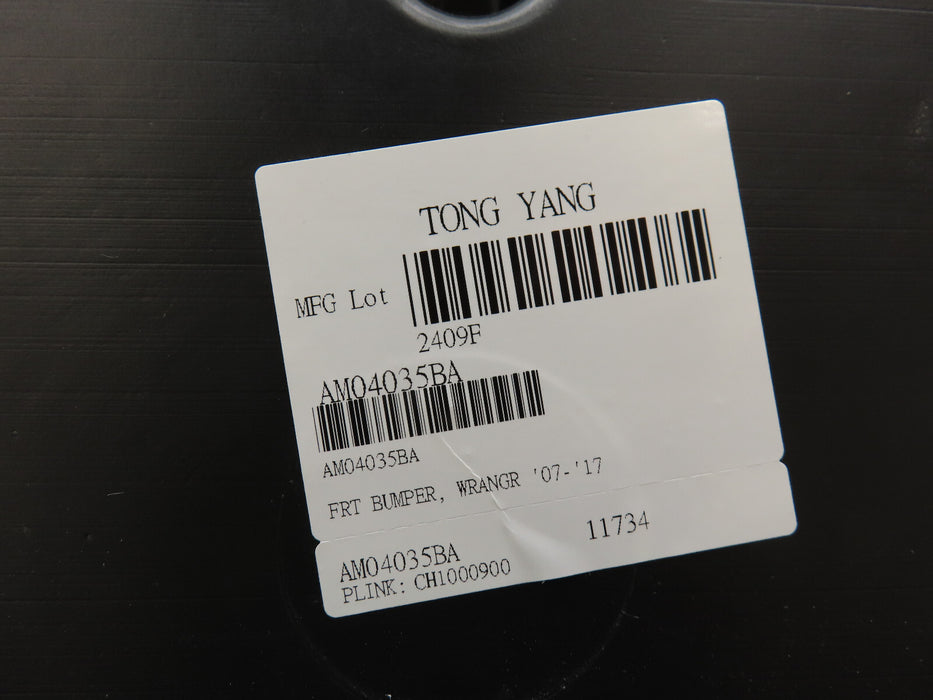 TONG YANG
MFG Lot
2409F
AM04035BA
AM04035BA
FRT BUMPER, WRANGR '07-'17
11734
AM04035BA
PLINK: CH1000900